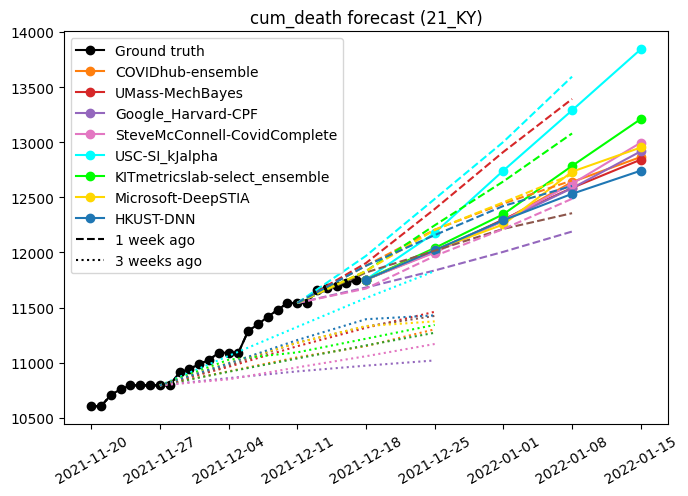 cum_death forecast (21_KY)
14000
13500
13000
12500
12000
11500
11000
10500
Ground truth
COVIDhub-ensemble
UMass-MechBayes
Google_Harvard-CPF
SteveMcConnell-CovidComplete
USC-SI_kJalpha
KITmetricslab-select_ensemble
Microsoft-DeepSTIA
HKUST-DNN
1 week ago
3 weeks ago
2021-11-20
2021-11-27
2021-12-04
2021-12-11
2021-12-18
2021-12-25
2022-01-01
2022-01-08
2022-01-15